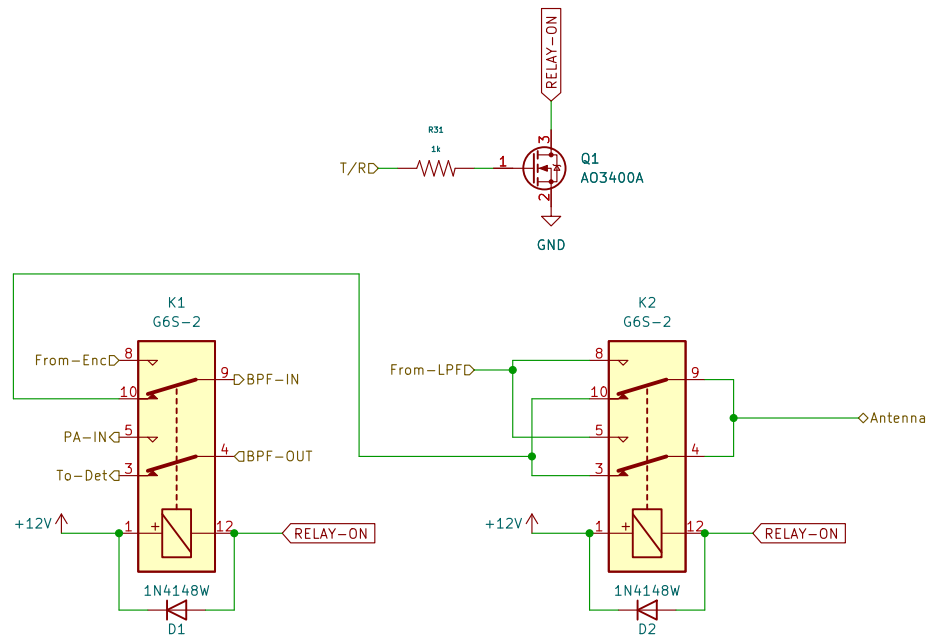 RELAY-ON
R31
1k
T/R
1
3
2
Q1
AO3400A
GND
K1
G6S-2
K2
G6S-2
From-Enc
8
9
BPF-IN
10
PA-IN
5
4
BPF-OUT
To-Det
3
+12V
1
+
12
RELAY-ON
1N4148W
D1
From-LPF
8
9
10
Antenna
5
4
3
+12V
1
+
12
RELAY-ON
1N4148W
D2